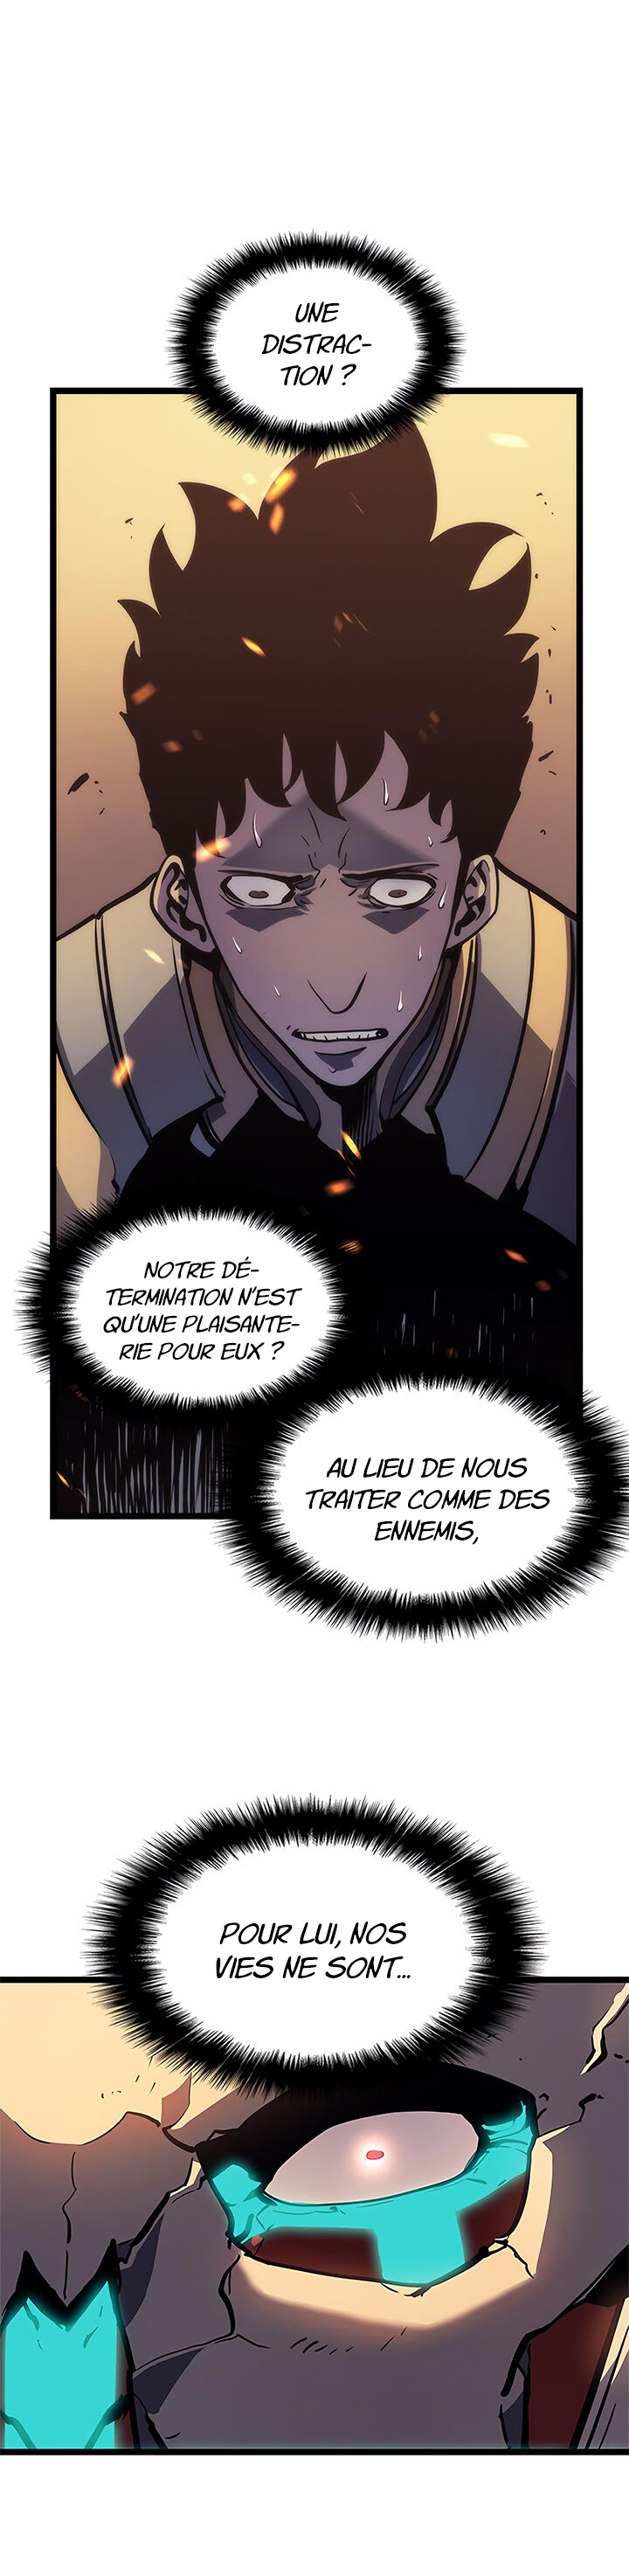 UNE
DISTRAC-
TION ?
NOTRE DÉ-
TERMINATION N'EST
QU'UNE PLAISANTE-
RIE POUR EUX ?
AU LIEU DE NOUS
TRAITER COMME DES
ENNEMIS,
POUR LUI, NOS
VIES NE SONT...